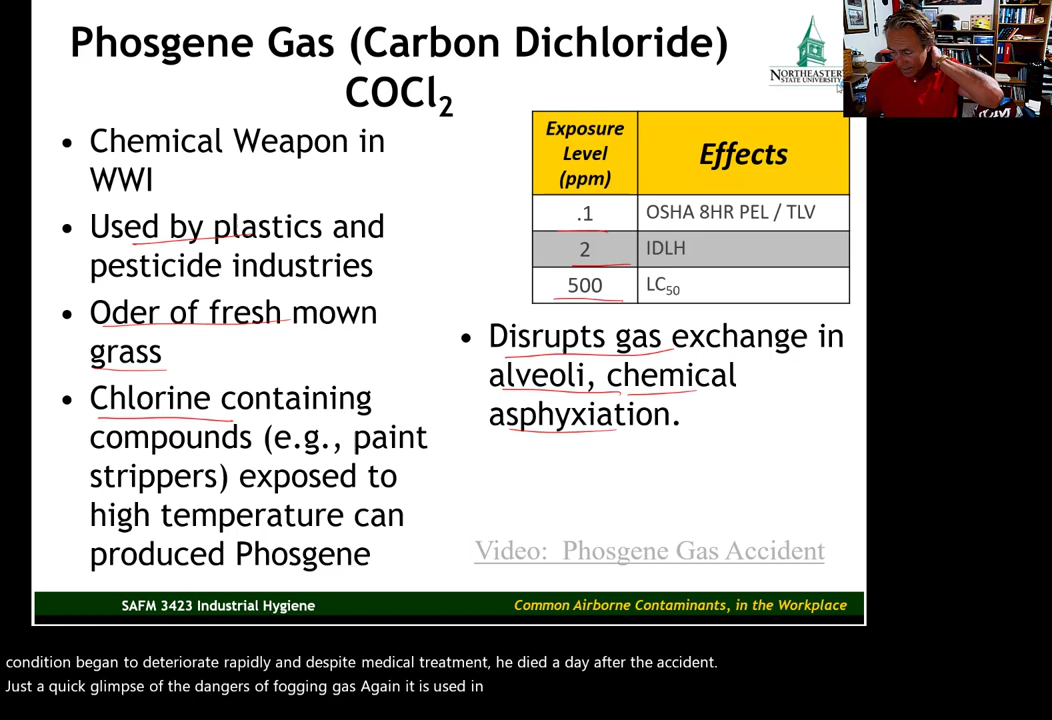 Phosgene Gas (Carbon Dichloride)
COCl₂
NORTHEASTER
STATE UNIVERSITY
• Chemical Weapon in
WWI
• Used by plastics and
pesticide industries
• Oder of fresh mown
grass
• Chlorine containing
compounds (e.g., paint
strippers) exposed to
high temperature can
produced Phosgene
Exposure
Level
(ppm)
Effects
.1 OSHA 8HR PEL / TLV
2 IDLH
500 LC₅₀
• Disrupts gas exchange in
alveoli, chemical
asphyxiation.
Video: Phosgene Gas Accident
SAFM 3423 Industrial Hygiene
Common Airborne Contaminants, in the Workplace
condition began to deteriorate rapidly and despite medical treatment, he died a day after the accident.
Just a quick glimpse of the dangers of fogging gas Again it is used in